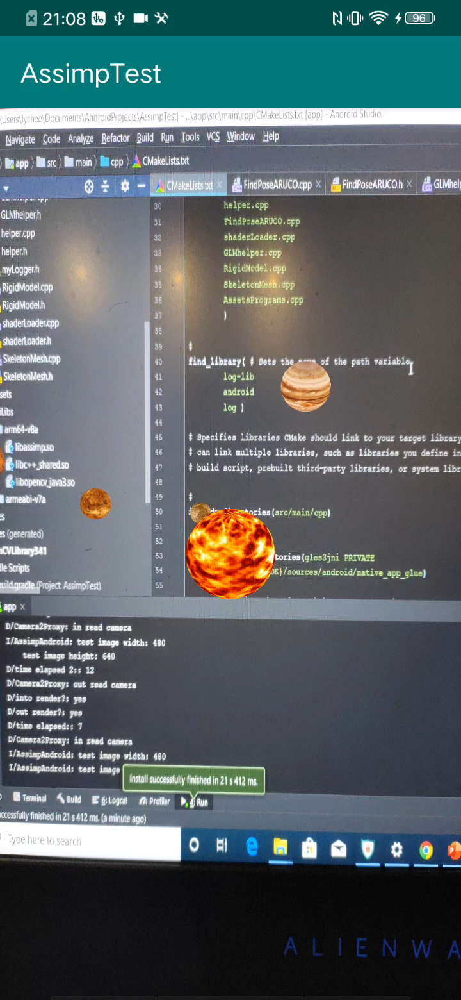 21:08
96
AssimpTest
\Users\lychee\Documents\AndroidProjects\AssimpTest] - ...\app\src\main\cpp\CMakeLists.txt [app] - Android Studio
Navigate Code Analyze Refactor Build Run Tools VCS Window Help
app src main cpp CMakeLists.txt
CMakeLists.txt FindPoseARUCO.cpp FindPoseARUCO.h GLMhelp
GLMhelper.h
helper.cpp
helper.h
myLogger.h
RigidModel.cpp
RigidModel.h
shaderLoader.cpp
shaderLoader.h
SkeletonMesh.cpp
SkeletonMesh.h
sets
iLibs
arm64-v8a
libassimp.so
libc++_shared.so
libopencv_java3.so
armeabi-v7a
es
es (generated)
nCVLibrary341
dle Scripts
build.gradle (Project: AssimpTest)
30 helper.cpp
31 FindPoseARUCO.cpp
32 shaderLoader.cpp
33 GLMhelper.cpp
34 RigidModel.cpp
35 SkeletonMesh.cpp
36 AssetsPrograms.cpp
37 )
38
39 #
40 find_library( # Sets the name of the path variable.
41 log-lib
42 android
43 log )
44
45 # Specifies libraries CMake should link to your target library
46 # can link multiple libraries, such as libraries you define in
47 # build script, prebuilt third-party libraries, or system libr
48
49 #
50 tories(src/main/cpp)
51
52
53 tories(gles3jni PRIVATE
54 DK}/sources/android/native_app_glue)
55
app
D/Camera2Proxy: in read camera
I/AssimpAndroid: test image width: 480
test image height: 640
D/time elapsed 2:: 12
D/Camera2Proxy: out read camera
D/into render?: yes
D/out render?: yes
D/time elapsed:: 7
D/Camera2Proxy: in read camera
I/AssimpAndroid: test image width: 480
I/AssimpAndroid: test image
Install successfully finished in 21 s 412 ms.
Terminal Build 6: Logcat Profiler 4: Run
ccessfully finished in 21 s 412 ms. (a minute ago)
Type here to search
ALIENWA